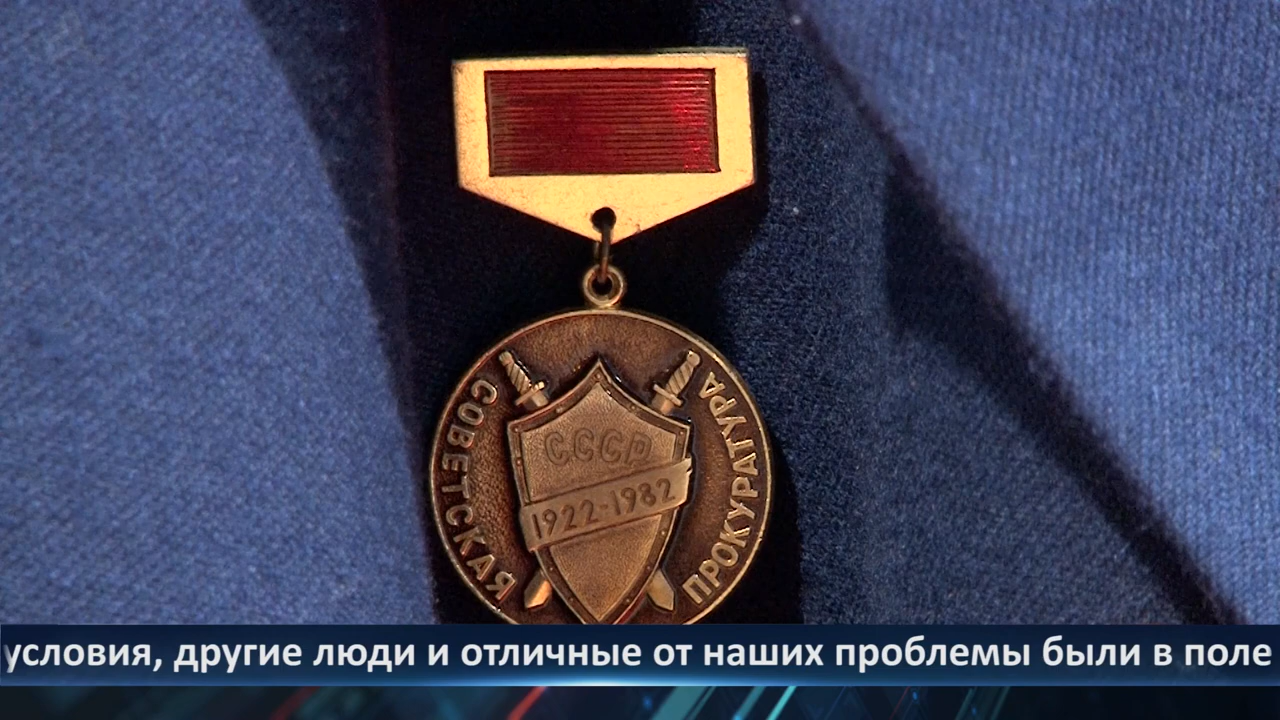 СОВЕТСКАЯ
ПРОКУРАТУРА
СССР
1922-1982
условия, другие люди и отличные от наших проблемы были в поле